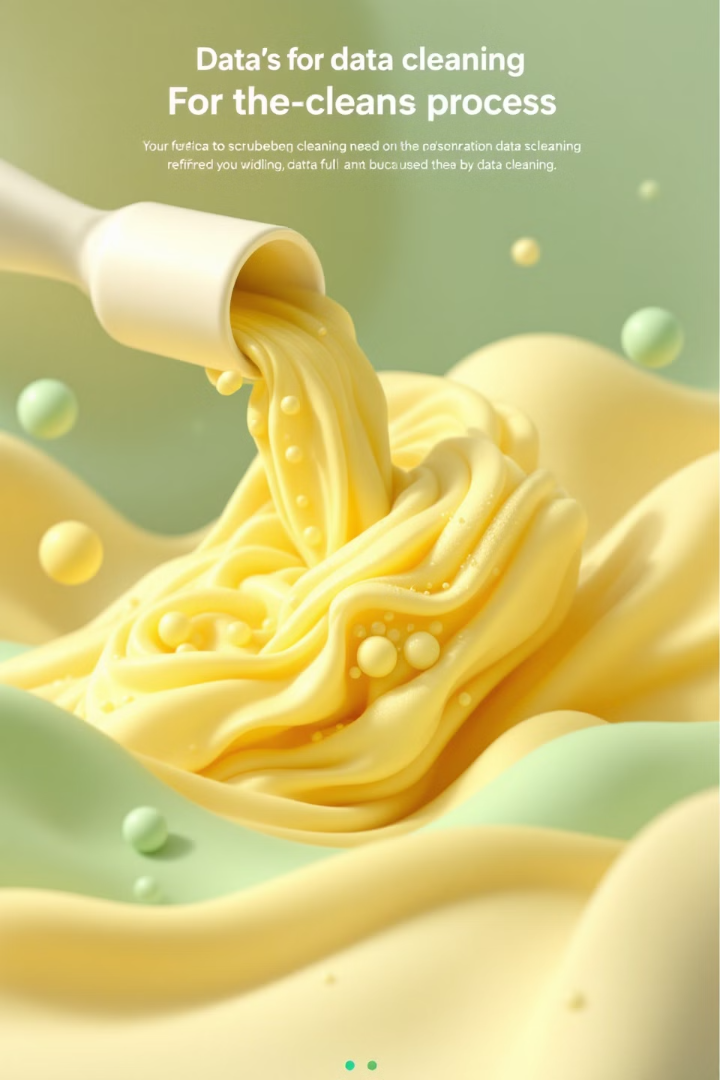 Data's for data cleaning
For the-cleans process
Your to cleaning need on the data scleaning
you widling, full used by data cleaning.